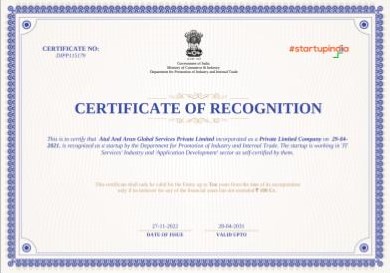 CERTIFICATE NO:
#startupindia
Government of India
Ministry of Commerce & Industry
Department for Promotion of Industry and Internal Trade
CERTIFICATE OF RECOGNITION
This is to certify that And Arun Global Services Private Limited incorporated as a Private Limited Company on 29-04-
2021, is recognized as a startup by the Department for Promotion of Industry and Internal Trade. The startup is working in 'IT
Services' Industry and 'Application Development' sector as self-certified by them.
This certificate shall only be valid for the Entity up to Ten years from the date of its incorporation
only if its turnover for any of the financial years has not exceeded ₹ 100 Cr.
27-11-2022
DATE OF ISSUE
28-04-2031
VALID UPTO